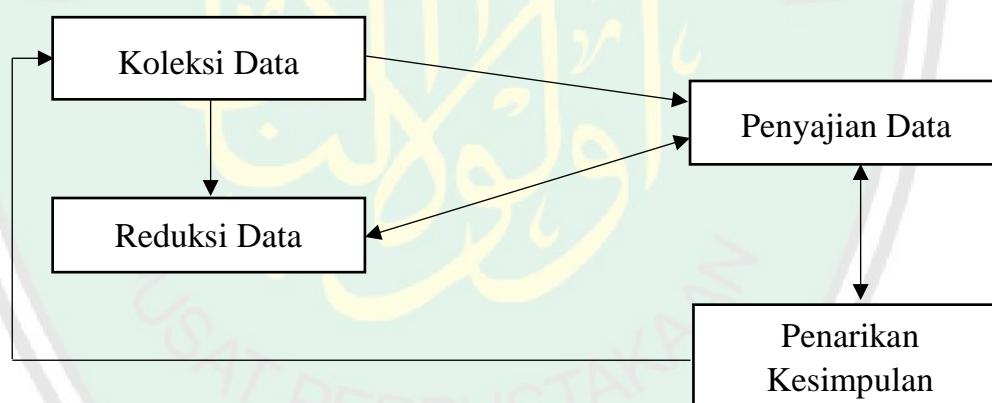 Koleksi Data
Penyajian Data
Reduksi Data
Penarikan
Kesimpulan